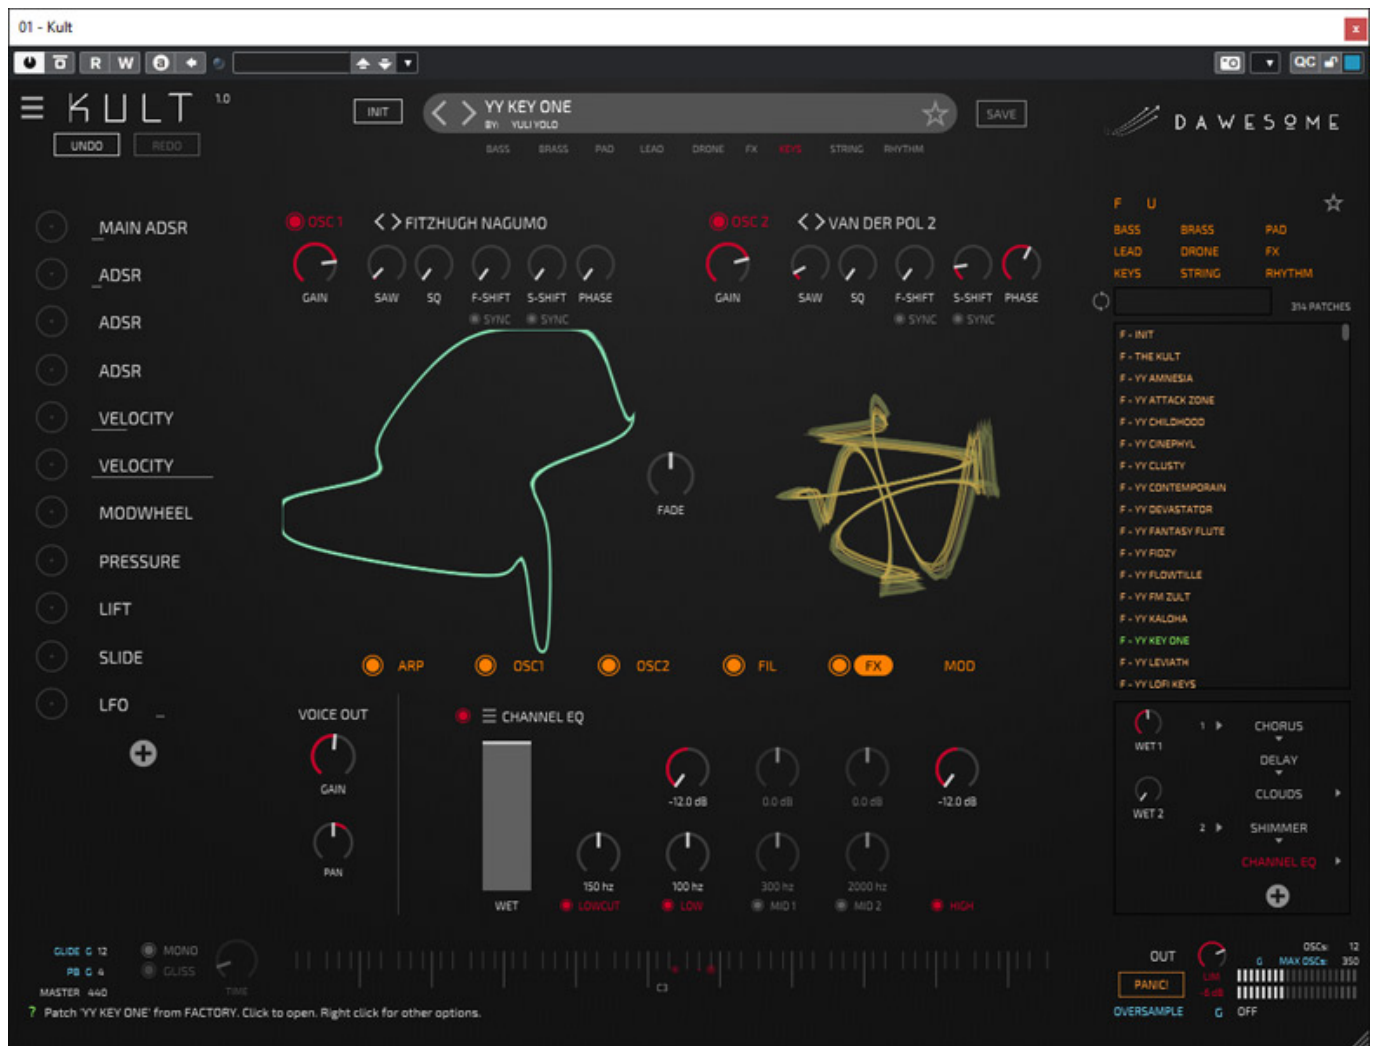 01 - Kult
R W a QC
KULT 1.0
INIT
YY KEY ONE
BY: YULI YOLO
SAVE
DAWESOME
UNDO REDO
BASS BRASS PAD LEAD DRONE FX KEYS STRING RHYTHM
MAIN ADSR
ADSR
ADSR
ADSR
VELOCITY
VELOCITY
MODWHEEL
PRESSURE
LIFT
SLIDE
LFO
OSC 1 FITZHUGH NAGUMO
GAIN SAW SQ F-SHIFT S-SHIFT PHASE
SYNC SYNC
OSC 2 VAN DER POL 2
GAIN SAW SQ F-SHIFT S-SHIFT PHASE
SYNC SYNC
FADE
F U
BASS BRASS PAD
LEAD DRONE FX
KEYS STRING RHYTHM
314 PATCHES
F - INIT
F - THE KULT
F - YY AMNESIA
F - YY ATTACK ZONE
F - YY CHILDHOOD
F - YY CINEPHYL
F - YY CLUSTY
F - YY CONTEMPORAIN
F - YY DEVASTATOR
F - YY FANTASY FLUTE
F - YY FIDZY
F - YY FLOWTILLE
F - YY FM ZULT
F - YY KALOHA
F - YY KEY ONE
F - YY LEVIATH
F - YY LOFI KEYS
ARP OSC1 OSC2 FIL FX MOD
VOICE OUT
GAIN
PAN
CHANNEL EQ
WET
-12.0 dB 0.0 dB 0.0 dB -12.0 dB
150 hz 100 hz 300 hz 2000 hz
LOWCUT LOW MID 1 MID 2 HIGH
WET 1
WET 2
1 CHORUS
DELAY
CLOUDS
2 SHIMMER
CHANNEL EQ
GLIDE G 12
PB G 4
MASTER 440
MONO
GLISS
TIME
C3
OUT
LIM
-6 dB
OSCs: 12
G MAX OSCs: 350
PANIC!
OVERSAMPLE G OFF
? Patch 'YY KEY ONE' from FACTORY. Click to open. Right click for other options.